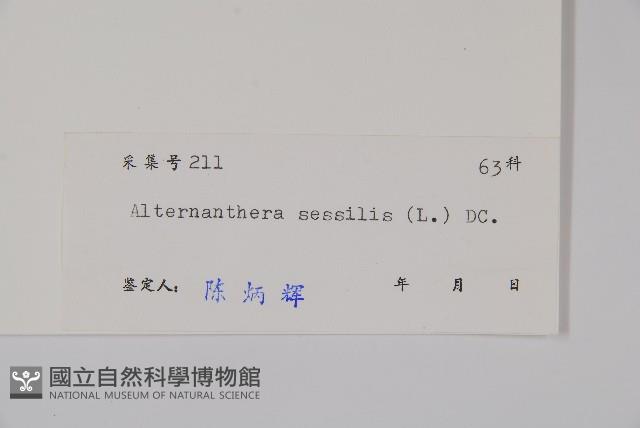 采集号 211 63科
Alternanthera sessilis (L.) DC.
鉴定人： 陈炳辉 年 月 日
國立自然科學博物館
NATIONAL MUSEUM OF NATURAL SCIENCE